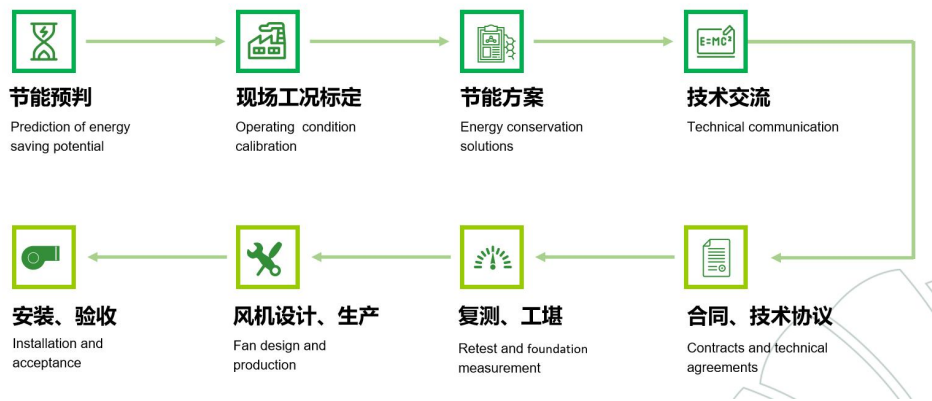 E=MC²
节能预判
现场工况标定
节能方案
技术交流
Prediction of energy
saving potential
Operating condition
calibration
Energy conservation
solutions
Technical communication
安装、验收
风机设计、生产
复测、工堪
合同、技术协议
Installation and
acceptance
Fan design and
production
Retest and foundation
measurement
Contracts and technical
agreements